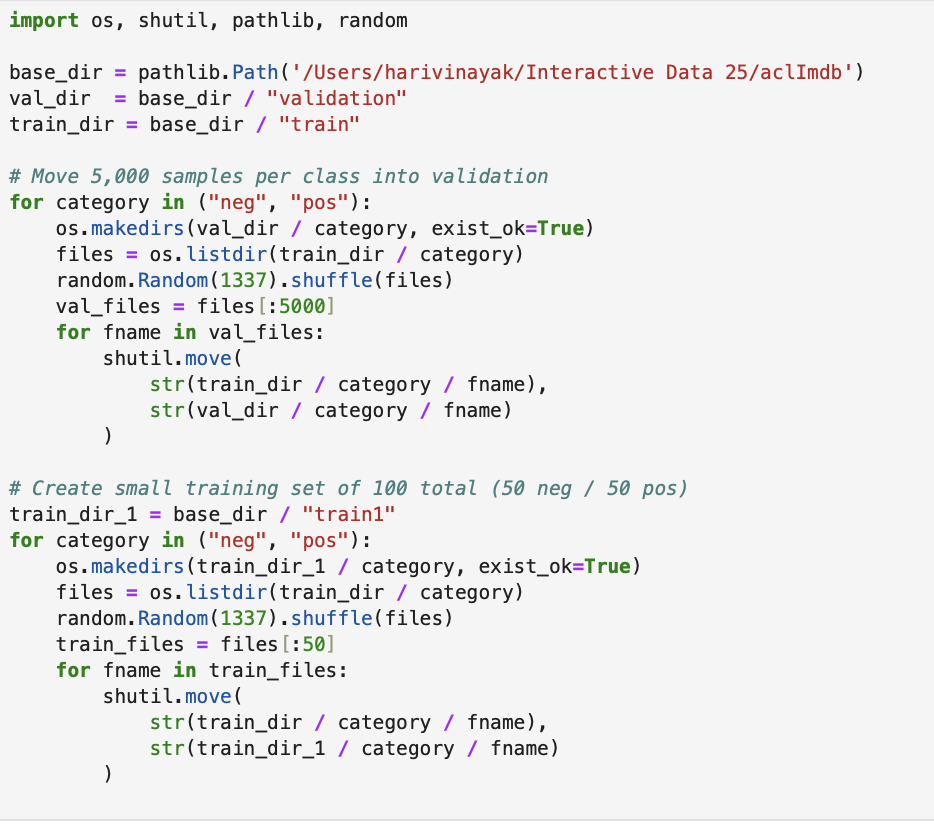 import os, shutil, pathlib, random

base_dir = pathlib.Path('/Users/harivinayak/Interactive Data 25/aclImdb')
val_dir  = base_dir / "validation"
train_dir = base_dir / "train"

# Move 5,000 samples per class into validation
for category in ("neg", "pos"):
    os.makedirs(val_dir / category, exist_ok=True)
    files = os.listdir(train_dir / category)
    random.Random(1337).shuffle(files)
    val_files = files[:5000]
    for fname in val_files:
        shutil.move(
            str(train_dir / category / fname),
            str(val_dir / category / fname)
        )

# Create small training set of 100 total (50 neg / 50 pos)
train_dir_1 = base_dir / "train1"
for category in ("neg", "pos"):
    os.makedirs(train_dir_1 / category, exist_ok=True)
    files = os.listdir(train_dir / category)
    random.Random(1337).shuffle(files)
    train_files = files[:50]
    for fname in train_files:
        shutil.move(
            str(train_dir / category / fname),
            str(train_dir_1 / category / fname)
        )